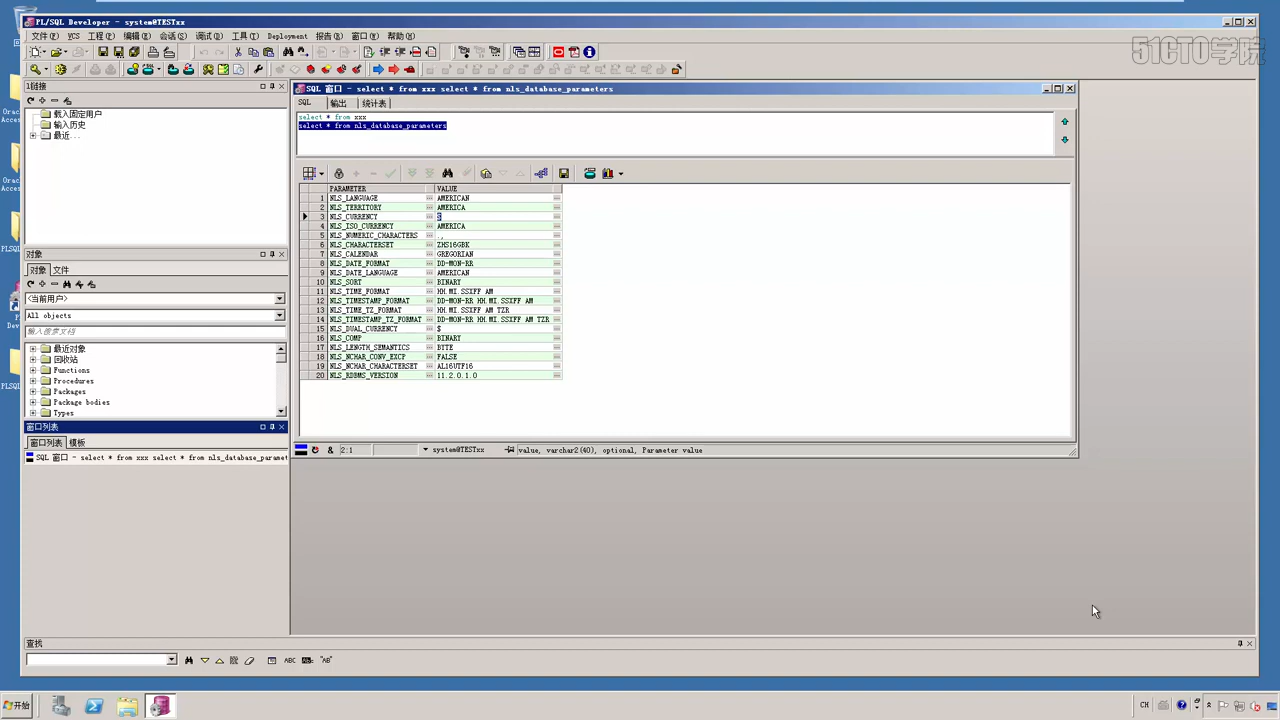 PL/SQL Developer - system@TESTxx
文件(F) VCS 工程(P) 编辑(E) 会话(S) 调试(D) 工具(T) Deployment 报告(R) 窗口(W) 帮助(H)
51CTO学院
1链接
载入固定用户
输入历史
最近...
SQL 窗口 - select * from xxx select * from nls_database_parameters
SQL 输出 统计表
select * from xxx
select * from nls_database_parameters
PARAMETER VALUE
1 NLS_LANGUAGE AMERICAN
2 NLS_TERRITORY AMERICA
3 NLS_CURRENCY $
4 NLS_ISO_CURRENCY AMERICA
5 NLS_NUMERIC_CHARACTERS .,
6 NLS_CHARACTERSET ZHS16GBK
7 NLS_CALENDAR GREGORIAN
8 NLS_DATE_FORMAT DD-MON-RR
9 NLS_DATE_LANGUAGE AMERICAN
10 NLS_SORT BINARY
11 NLS_TIME_FORMAT HH.MI.SSXFF AM
12 NLS_TIMESTAMP_FORMAT DD-MON-RR HH.MI.SSXFF AM
13 NLS_TIME_TZ_FORMAT HH.MI.SSXFF AM TZR
14 NLS_TIMESTAMP_TZ_FORMAT DD-MON-RR HH.MI.SSXFF AM TZR
15 NLS_DUAL_CURRENCY $
16 NLS_COMP BINARY
17 NLS_LENGTH_SEMANTICS BYTE
18 NLS_NCHAR_CONV_EXCP FALSE
19 NLS_NCHAR_CHARACTERSET AL16UTF16
20 NLS_RDBMS_VERSION 11.2.0.1.0
对象
对象 文件
<当前用户>
All objects
输入搜索文档
最近对象
回收站
Functions
Procedures
Packages
Package bodies
Types
窗口列表
窗口列表 模板
SQL 窗口 - select * from xxx select * from nls_database_paramet
& 2:1 system@TESTxx value, varchar2(40), optional, Parameter value
查找
ABC "AB"
开始
CH